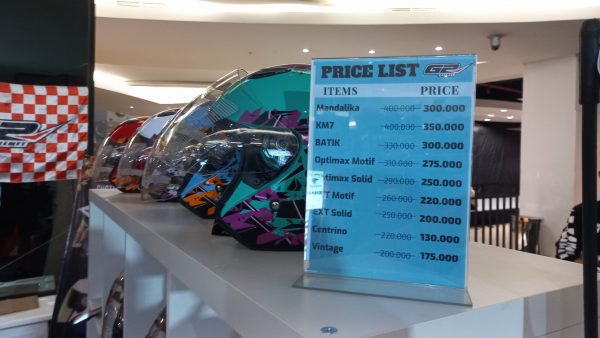 PRICE LIST G2
ITEMS PRICE
Mandalika 400.000 300.000
KM7 400.000 350.000
BATIK 330.000 300.000
Optimax Motif 310.000 275.000
Optimax Solid 290.000 250.000
Motif 260.000 220.000
EXT Solid 250.000 200.000
Centrino 220.000 130.000
Vintage 200.000 175.000